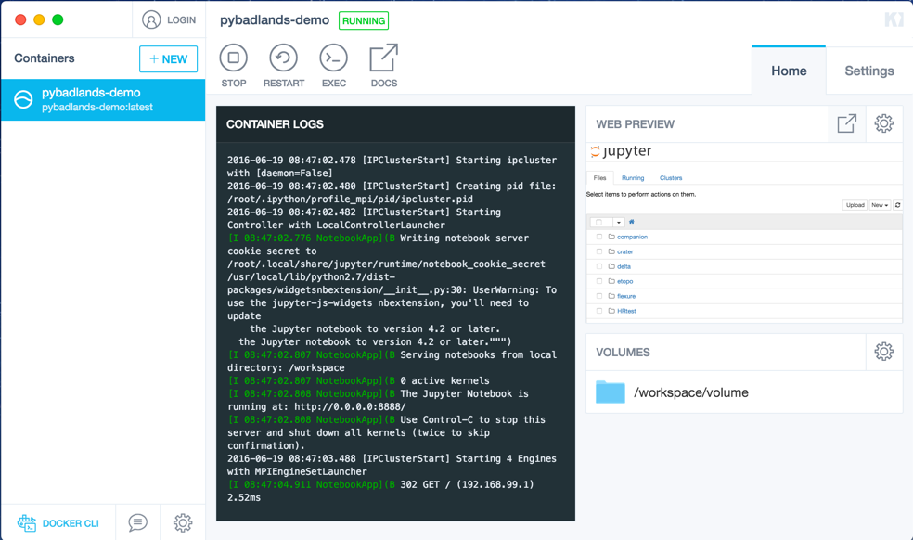 LOGIN
Containers
+ NEW
pybadlands-demo
pybadlands-demo:latest
DOCKER CLI
pybadlands-demo
RUNNING
STOP
RESTART
EXEC
DOCS
Home
Settings
CONTAINER LOGS
2016-06-19 08:47:02.478 [IPClusterStart] Starting ipcluster
with [daemon=False]
2016-06-19 08:47:02.480 [IPClusterStart] Creating pid file:
/root/.ipython/profile_mpi/pid/ipcluster.pid
2016-06-19 08:47:02.482 [IPClusterStart] Starting
Controller with LocalControllerLauncher
[I 08:47:02.776 NotebookApp](B Writing notebook server
cookie secret to
/root/.local/share/jupyter/runtime/notebook_cookie_secret
/usr/local/lib/python2.7/dist-
packages/widgetsnbextension/__init__.py:30: UserWarning: To
use the jupyter-js-widgets nbextension, you'll need to
update
the Jupyter notebook to version 4.2 or later.
the Jupyter notebook to version 4.2 or later.""")
[I 08:47:02.807 NotebookApp](B Serving notebooks from local
directory: /workspace
[I 08:47:02.807 NotebookApp](B 0 active kernels
[I 08:47:02.808 NotebookApp](B The Jupyter Notebook is
running at: http://0.0.0.0:8888/
[I 08:47:02.808 NotebookApp](B Use Control-C to stop this
server and shut down all kernels (twice to skip
confirmation).
2016-06-19 08:47:03.488 [IPClusterStart] Starting 4 Engines
with MPIEngineSetLauncher
[I 08:47:04.911 NotebookApp](B 302 GET / (192.168.99.1)
2.52ms
WEB PREVIEW
jupyter
Files
Running
Clusters
Select items to perform actions on them.
Upload
New
companion
crater
delta
etopo
flexure
HRtest
VOLUMES
/workspace/volume